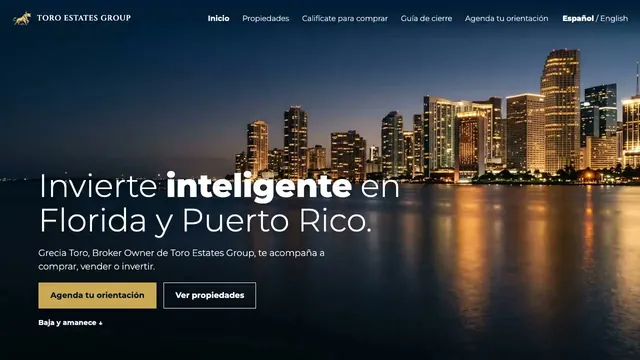 TORO ESTATES GROUP
Inicio Propiedades Califícate para comprar Guía de cierre Agenda tu orientación Español / English
Invierte inteligente en
Florida y Puerto Rico.
Grecia Toro, Broker Owner de Toro Estates Group, te acompaña a
comprar, vender o invertir.
Agenda tu orientación Ver propiedades
Baja y amanece ↓